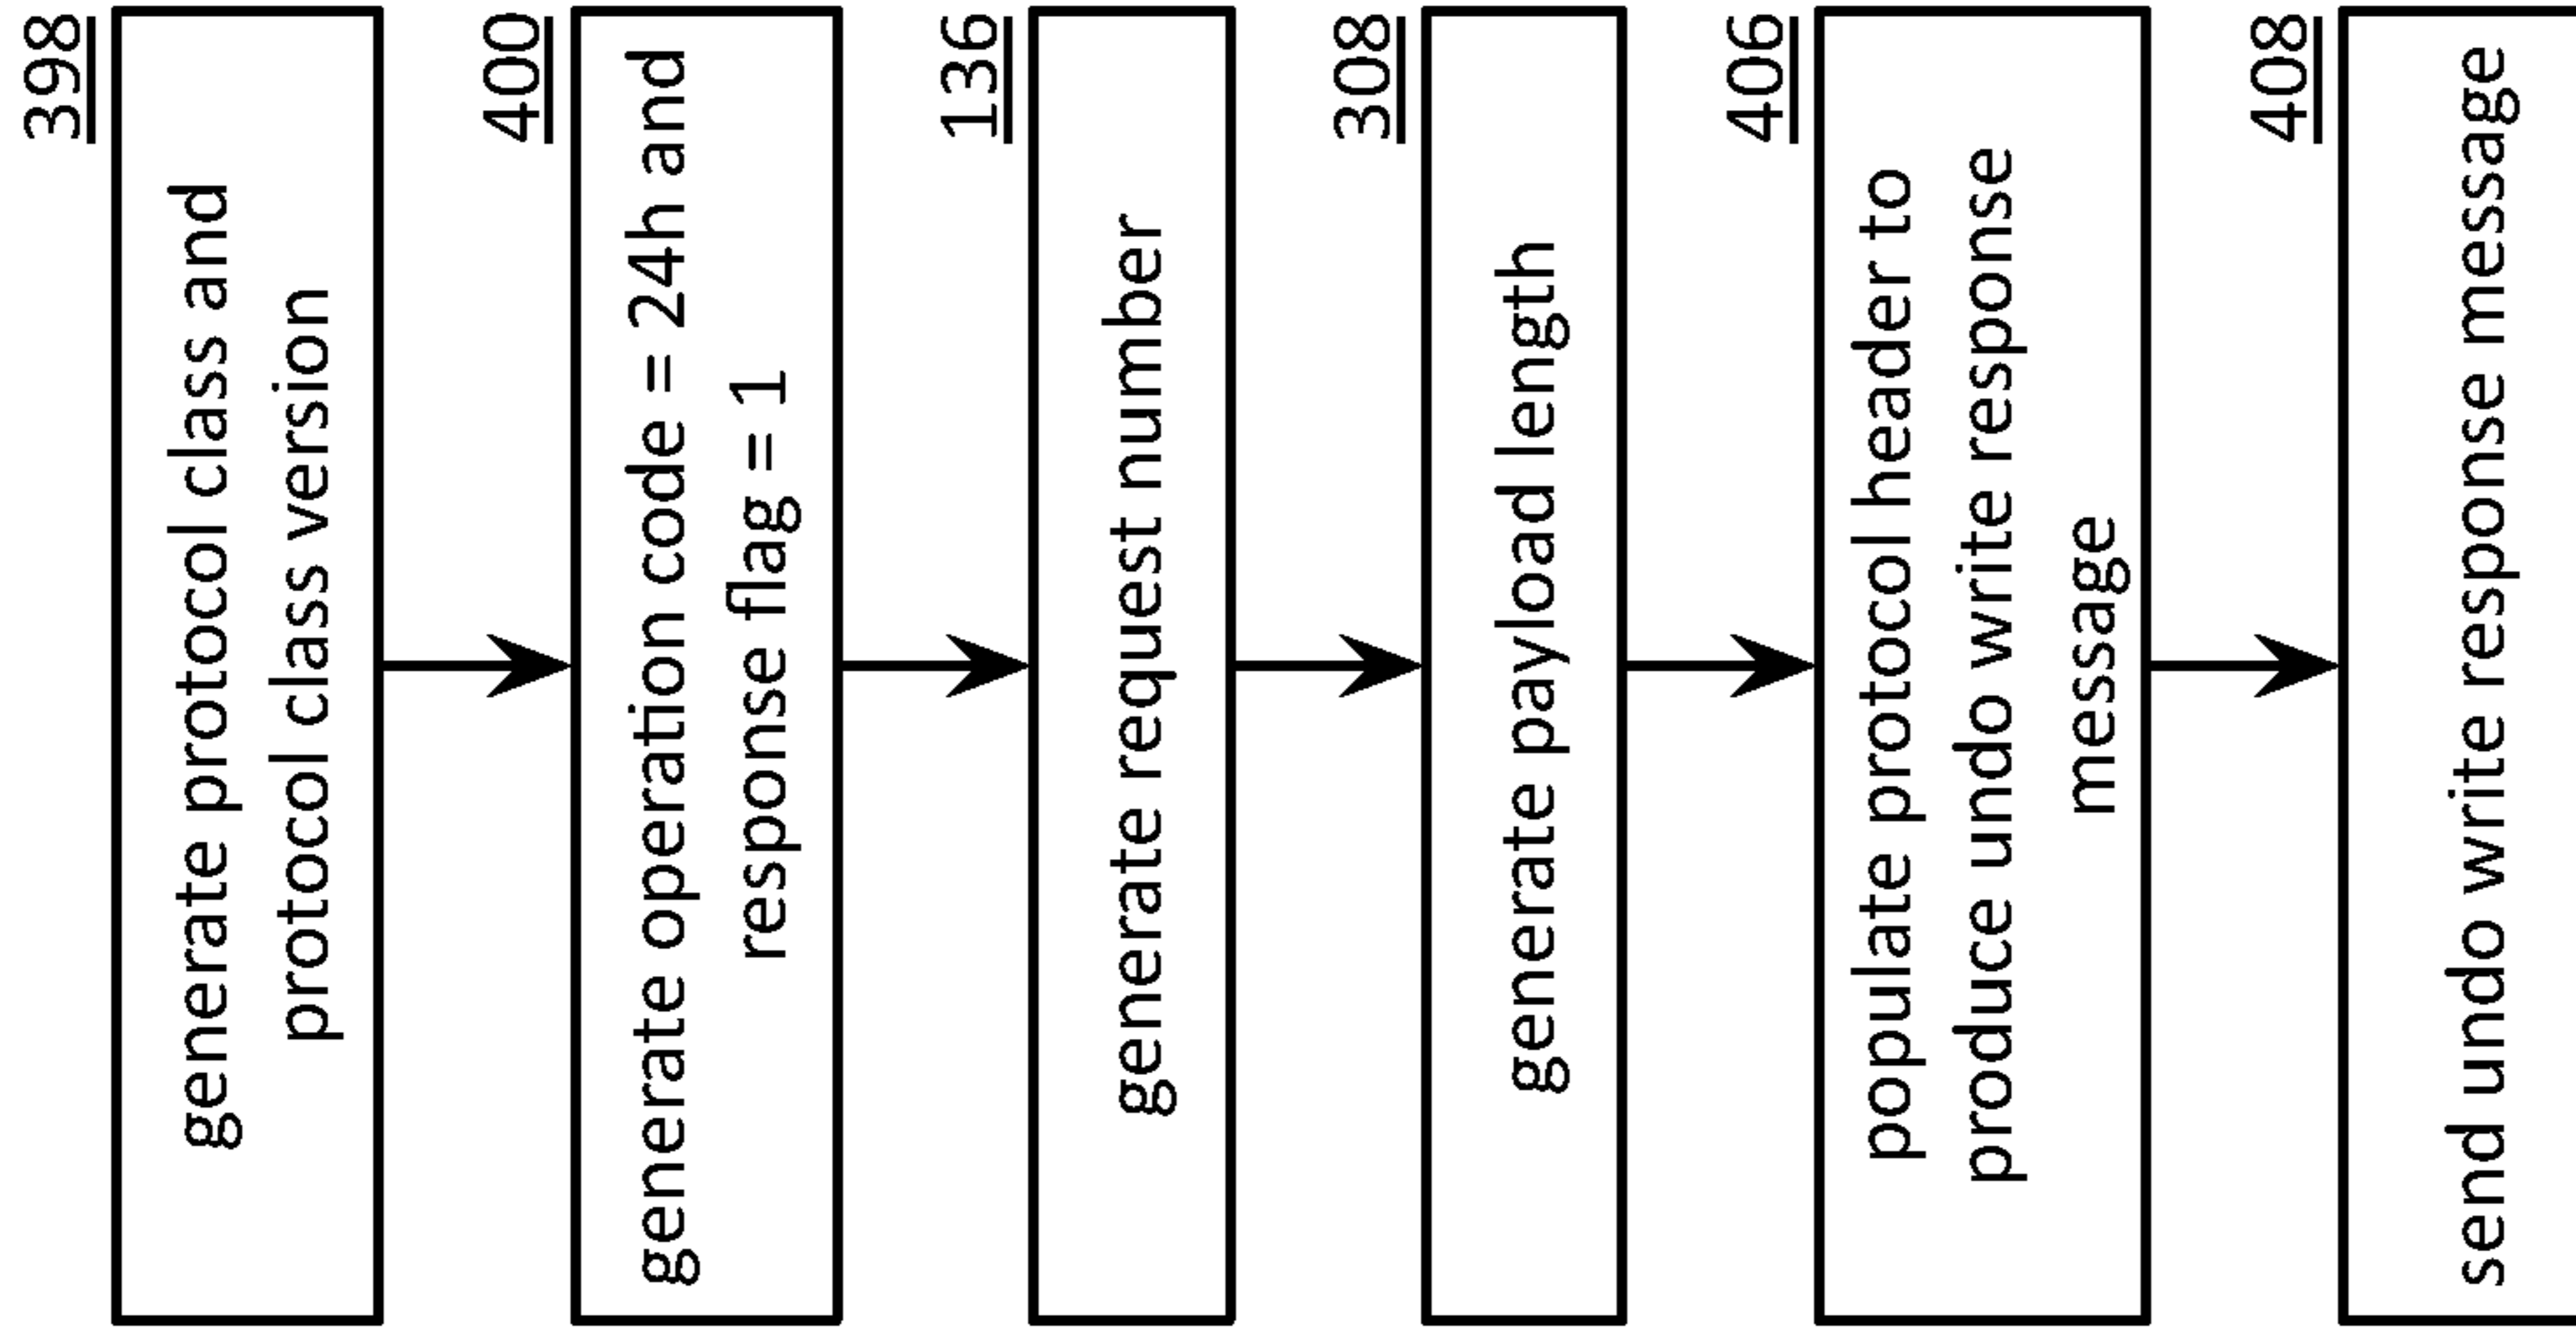 398
generate protocol class and
protocol class version
400
generate operation code = 24h and
response flag = 1
136
generate request number
308
generate payload length
406
populate protocol header to
produce undo write response
message
408
send undo write response message